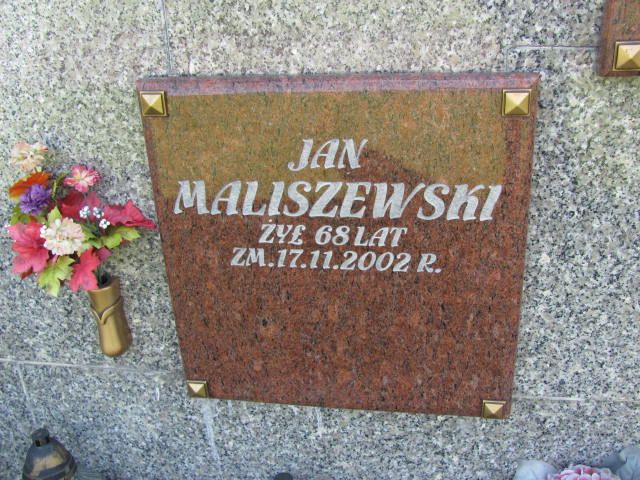 JAN
MALISZEWSKI
ŻYŁ 68 LAT
ZM. 17.11.2002 R.